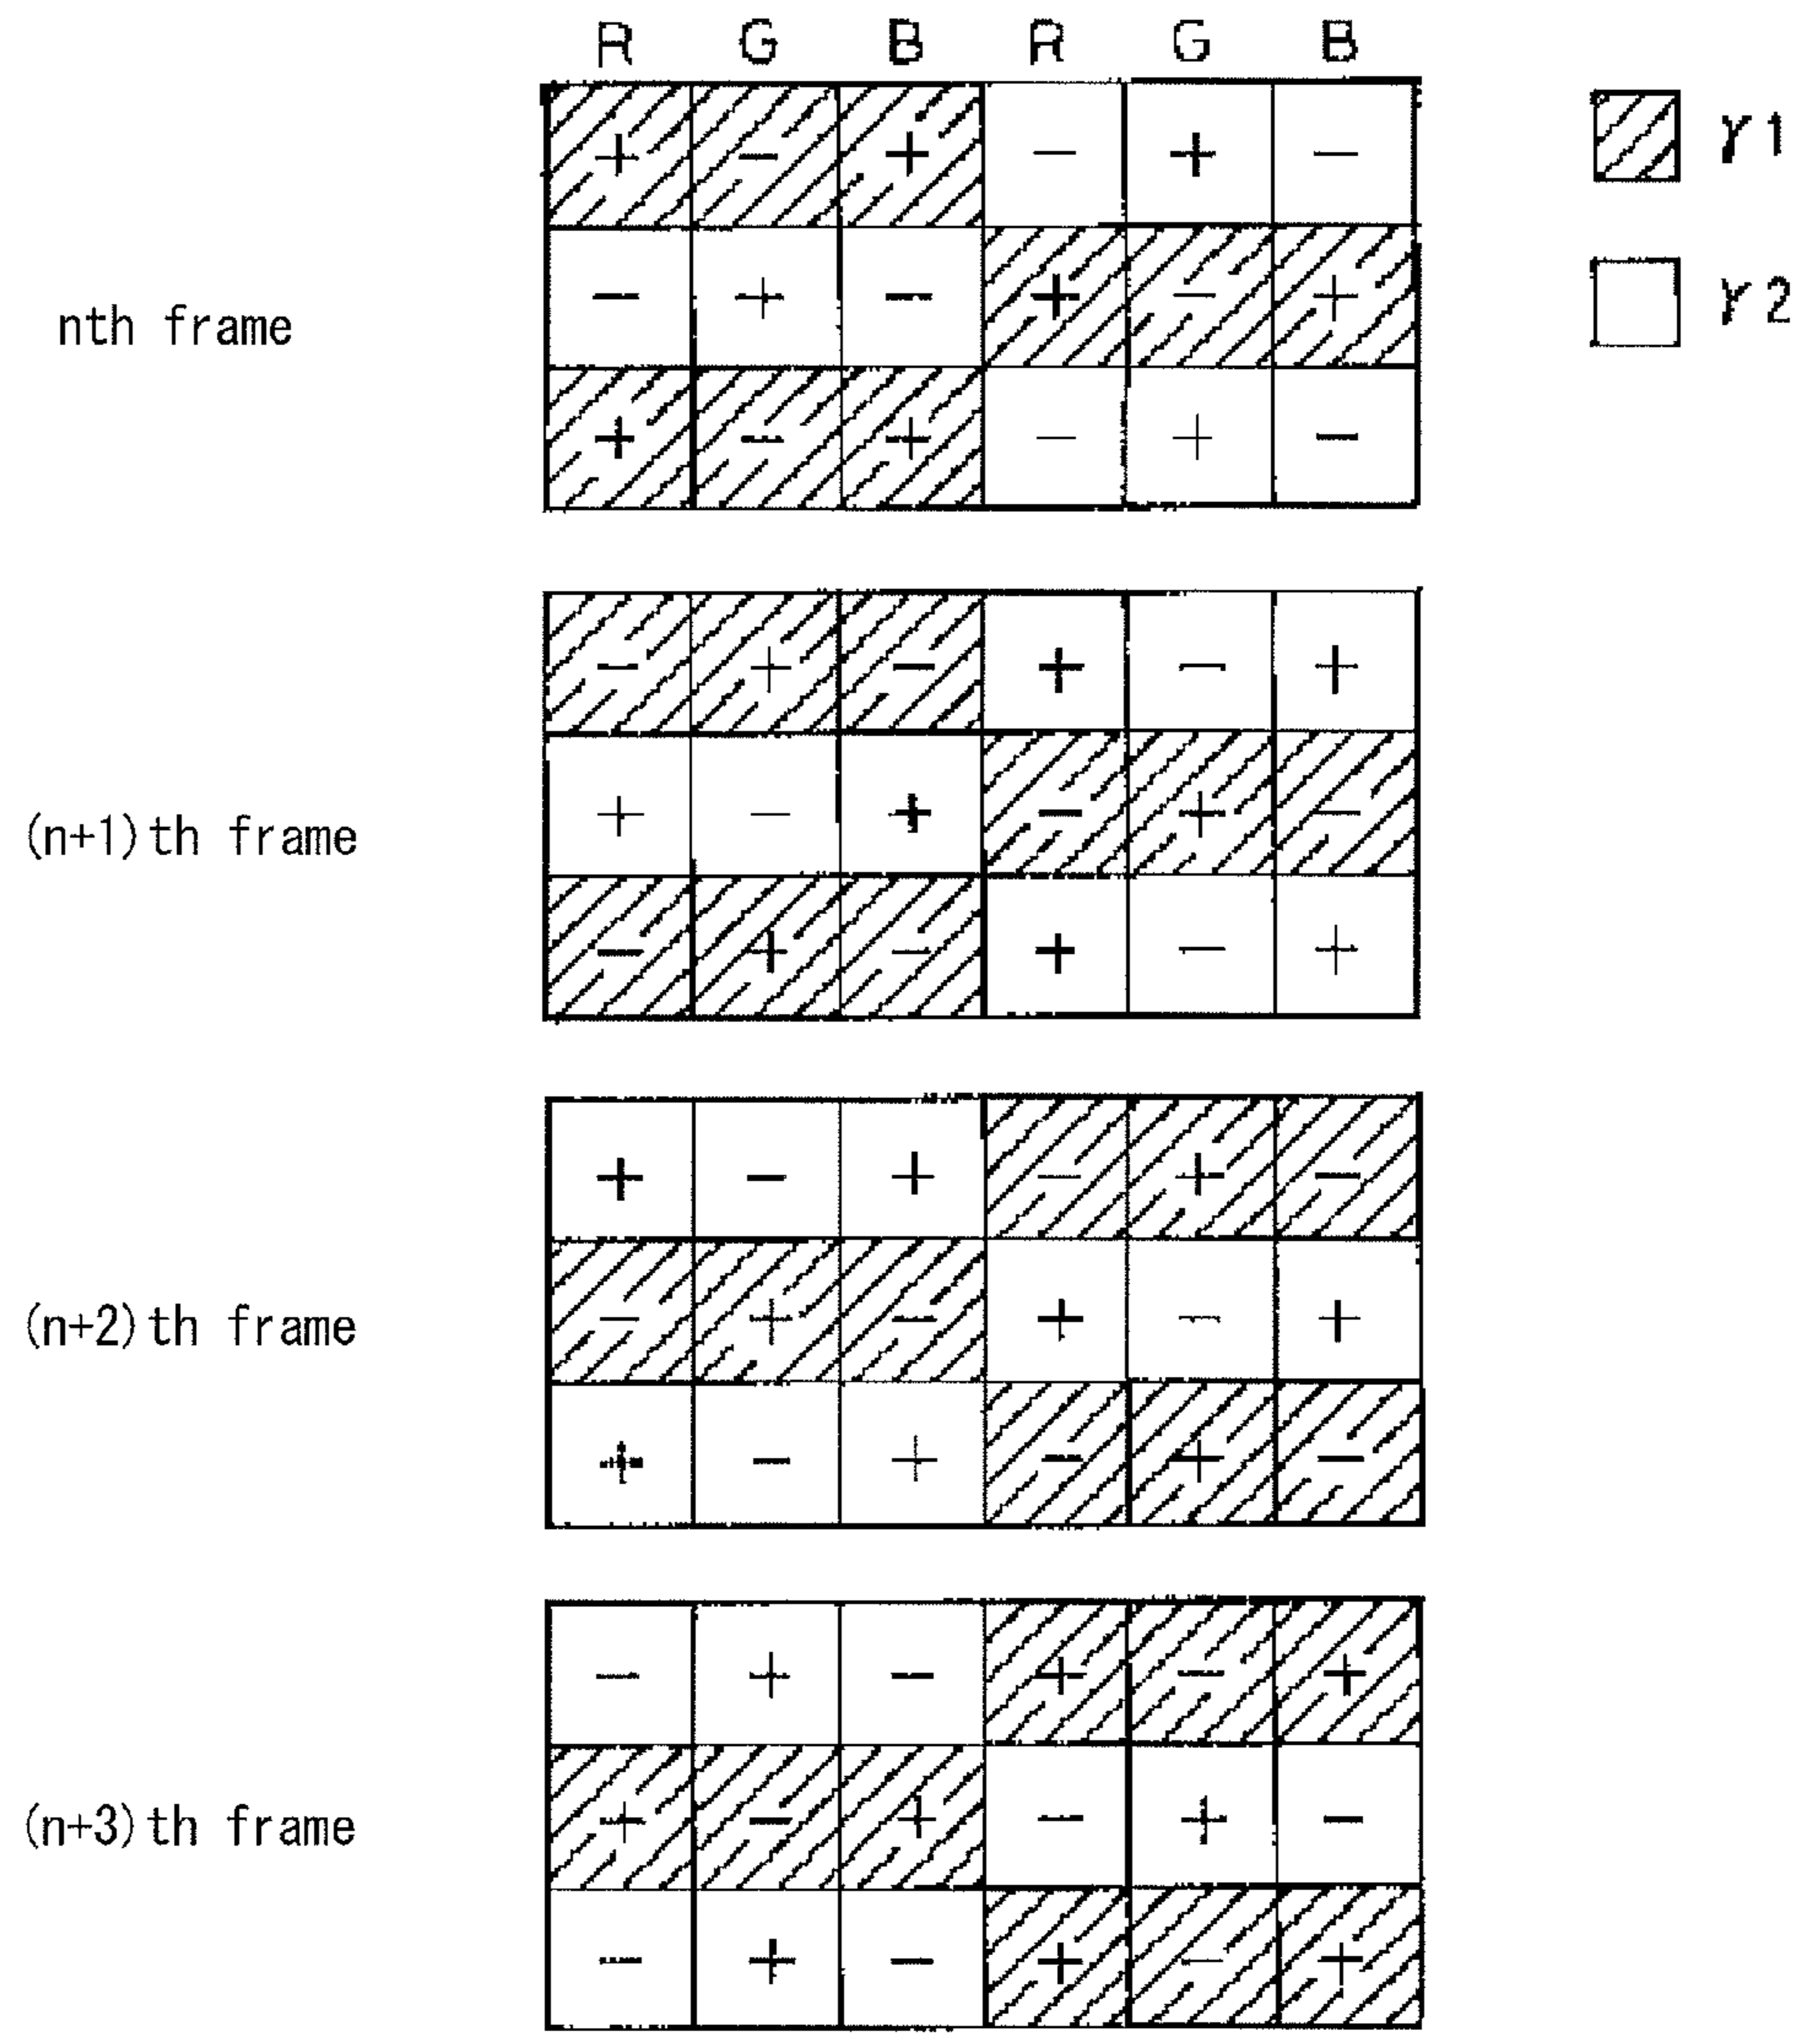 R G B R G B
+ − + − + − γ1
nth frame − + − + − + γ2
+ − + − + −
− + − + − +
(n+1)th frame + − + − + −
− + − + − +
+ − + − + −
(n+2)th frame − + − + − +
+ − + − + −
− + − + − +
(n+3)th frame + − + − + −
− + − + − +